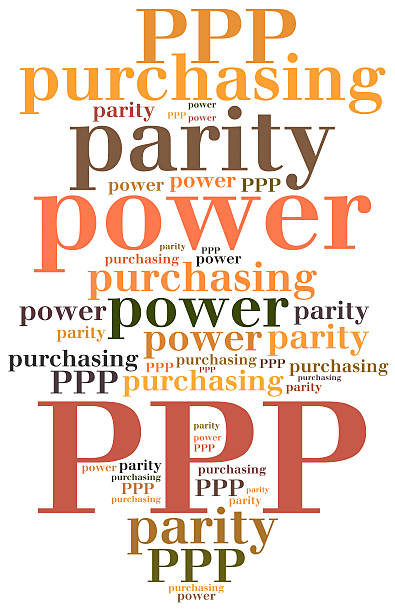 PPP
purchasing
parity PPP power power
parity
power power PPP
power
parity
purchasing PPP power
purchasing
power power parity
parity power parity
purchasing PPP PPP purchasing PPP purchasing
PPP purchasing purchasing parity
PPP
parity
power
PPP
power parity purchasing
purchasing
PPP PPP parity
purchasing purchasing
parity
PPP
purchasing
power